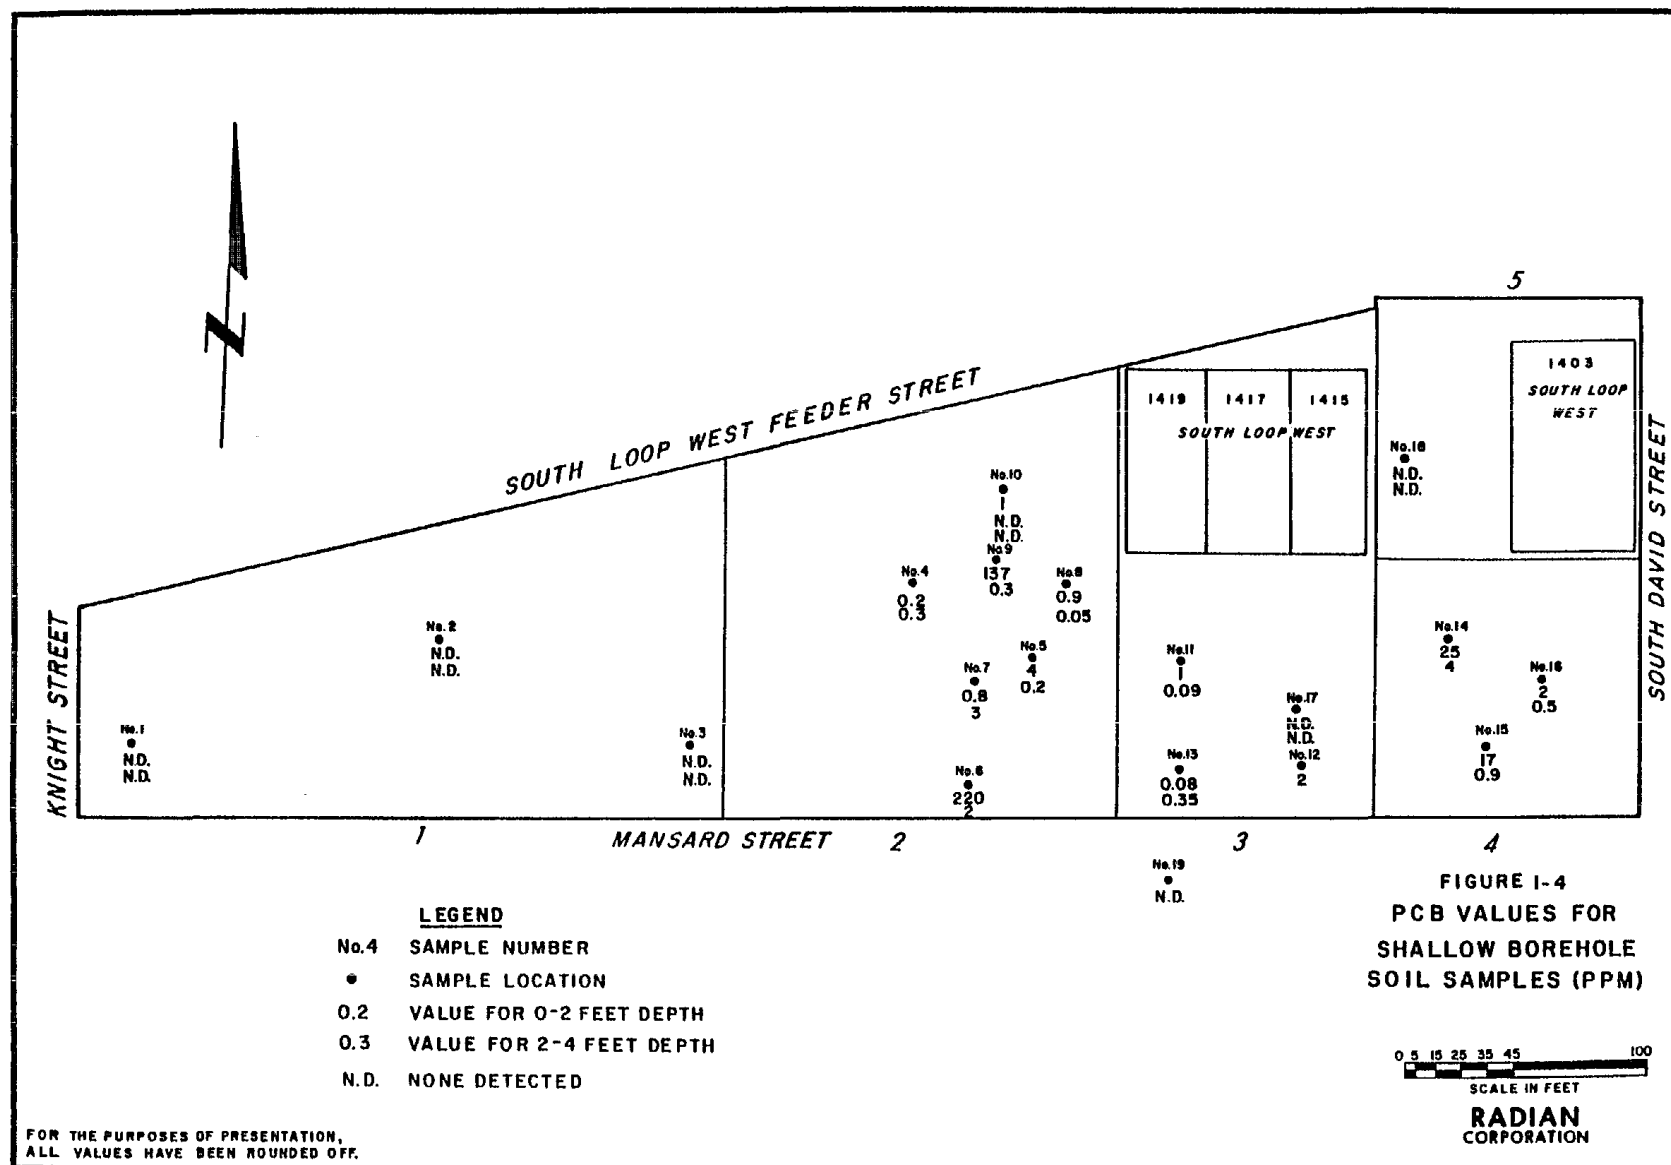 N
5
1403
SOUTH LOOP
WEST
SOUTH LOOP WEST FEEDER STREET
1419
1417
1415
SOUTH LOOP WEST
SOUTH DAVID STREET
KNIGHT STREET
No.18
N.D.
N.D.
No.10
1
N.D.
N.D.
No.9
137
0.3
No.4
0.2
0.3
No.8
0.9
0.05
No.2
N.D.
N.D.
No.5
4
0.2
No.7
0.8
3
No.11
1
0.09
No.14
25
4
No.16
2
0.5
No.17
N.D.
N.D.
No.1
N.D.
N.D.
No.3
N.D.
N.D.
No.15
17
0.9
No.6
220
2
No.13
0.08
0.35
No.12
2
1
MANSARD STREET
2
3
4
No.19
N.D.
FIGURE 1-4
PCB VALUES FOR
SHALLOW BOREHOLE
SOIL SAMPLES (PPM)
LEGEND
No.4 SAMPLE NUMBER
SAMPLE LOCATION
0.2 VALUE FOR 0-2 FEET DEPTH
0.3 VALUE FOR 2-4 FEET DEPTH
N.D. NONE DETECTED
0 5 15 25 35 45 100
SCALE IN FEET
RADIAN
CORPORATION
FOR THE PURPOSES OF PRESENTATION,
ALL VALUES HAVE BEEN ROUNDED OFF.